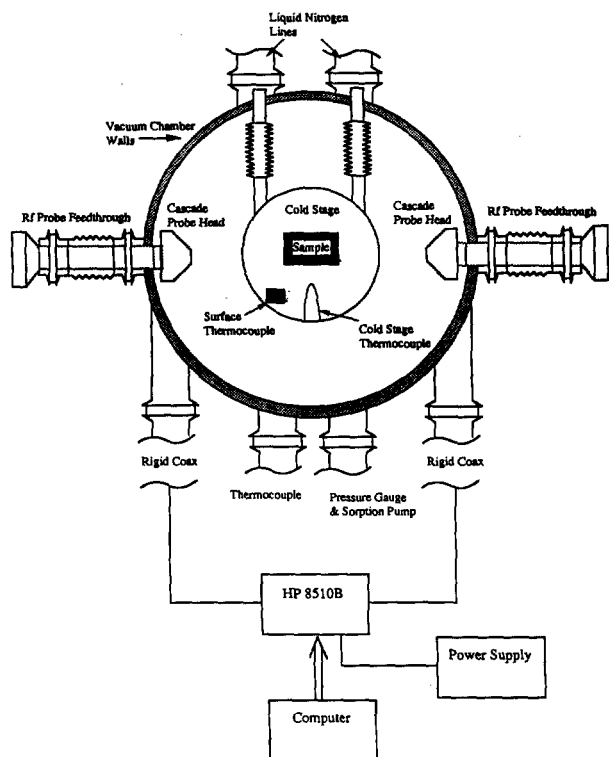 Liquid Nitrogen
Lines
Vacuum Chamber
Walls
Rf Probe Feedthrough
Cascade
Probe Head
Cold Stage
Cascade
Probe Head
Rf Probe Feedthrough
Sample
Surface
Thermocouple
Cold Stage
Thermocouple
Rigid Coax
Thermocouple
Pressure Gauge
& Sorption Pump
Rigid Coax
HP 8510B
Power Supply
Computer